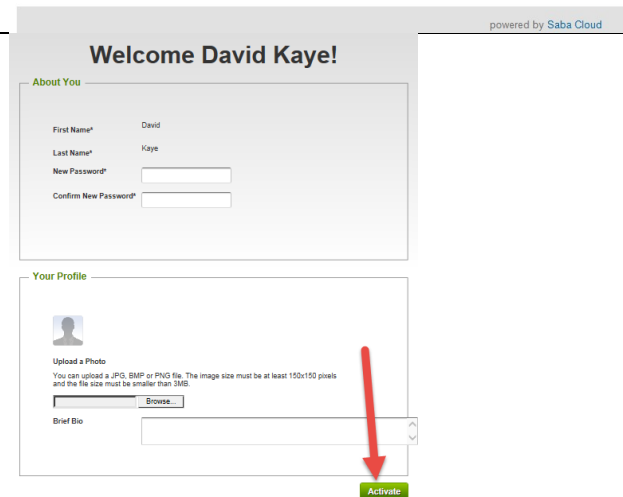 powered by Saba Cloud
Welcome David Kaye!
About You
First Name* David
Last Name* Kaye
New Password*
Confirm New Password*
Your Profile
Upload a Photo
You can upload a JPG, BMP or PNG file. The image size must be at least 150x150 pixels
and the file size must be smaller than 3MB.
Browse...
Brief Bio
Activate